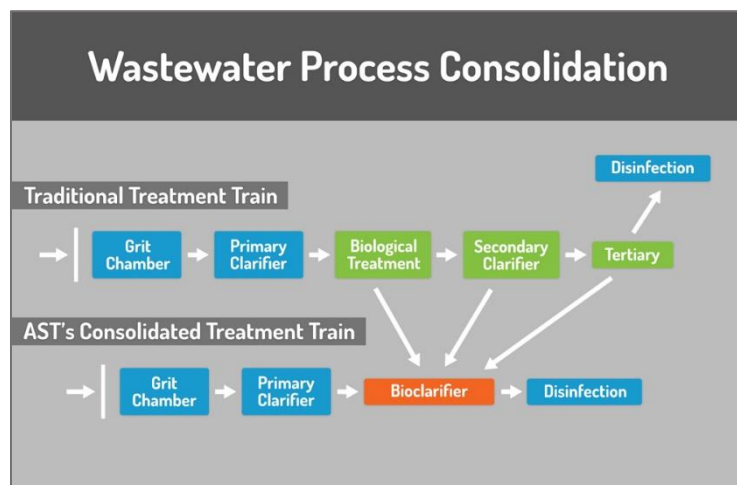 Wastewater Process Consolidation
Disinfection
Traditional Treatment Train
Grit
Chamber
Primary
Clarifier
Biological
Treatment
Secondary
Clarifier
Tertiary
AST's Consolidated Treatment Train
Grit
Chamber
Primary
Clarifier
Bioclarifier
Disinfection